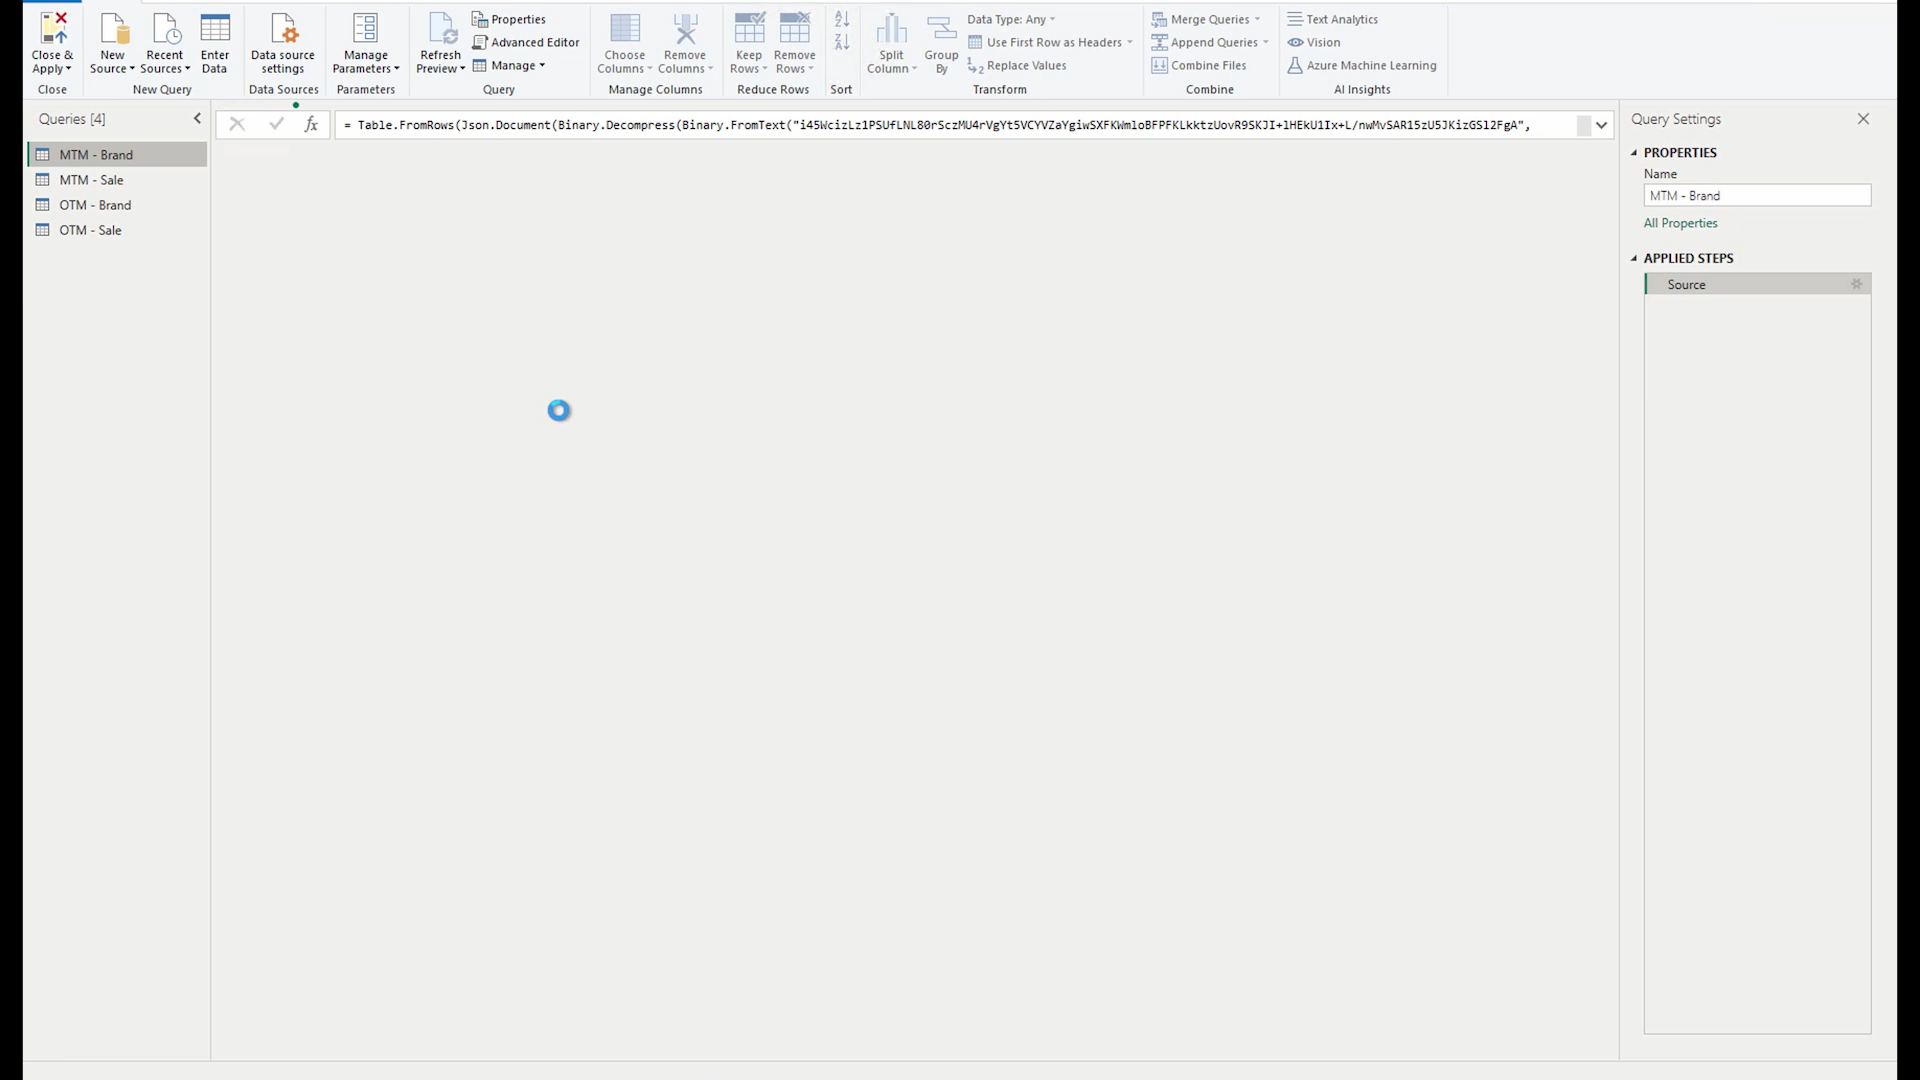 Close &
Apply
Close
New
Source
Recent
Sources
Enter
Data
New Query
Data source
settings
Data Sources
Manage
Parameters
Parameters
Refresh
Preview
Properties
Advanced Editor
Manage
Query
Choose
Columns
Remove
Columns
Manage Columns
Keep
Rows
Remove
Rows
Reduce Rows
A
Z
Z
A
Sort
Split
Column
Group
By
Data Type: Any
Use First Row as Headers
1
2
Replace Values
Transform
Merge Queries
Append Queries
Combine Files
Combine
Text Analytics
Vision
Azure Machine Learning
AI Insights
Queries [4]
MTM - Brand
MTM - Sale
OTM - Brand
OTM - Sale
fx
= Table.FromRows(Json.Document(Binary.Decompress(Binary.FromText("i45WcizLz1PSUfLNL80rSczMU4rVgYt5VCYVZaYgiwSXFKWmloBFPFKLkktzUovR9SKJI+lHEkU1Ix+L/nwMvSAR15zU5JKizGSl2FgA",
Query Settings
PROPERTIES
Name
MTM - Brand
All Properties
APPLIED STEPS
Source